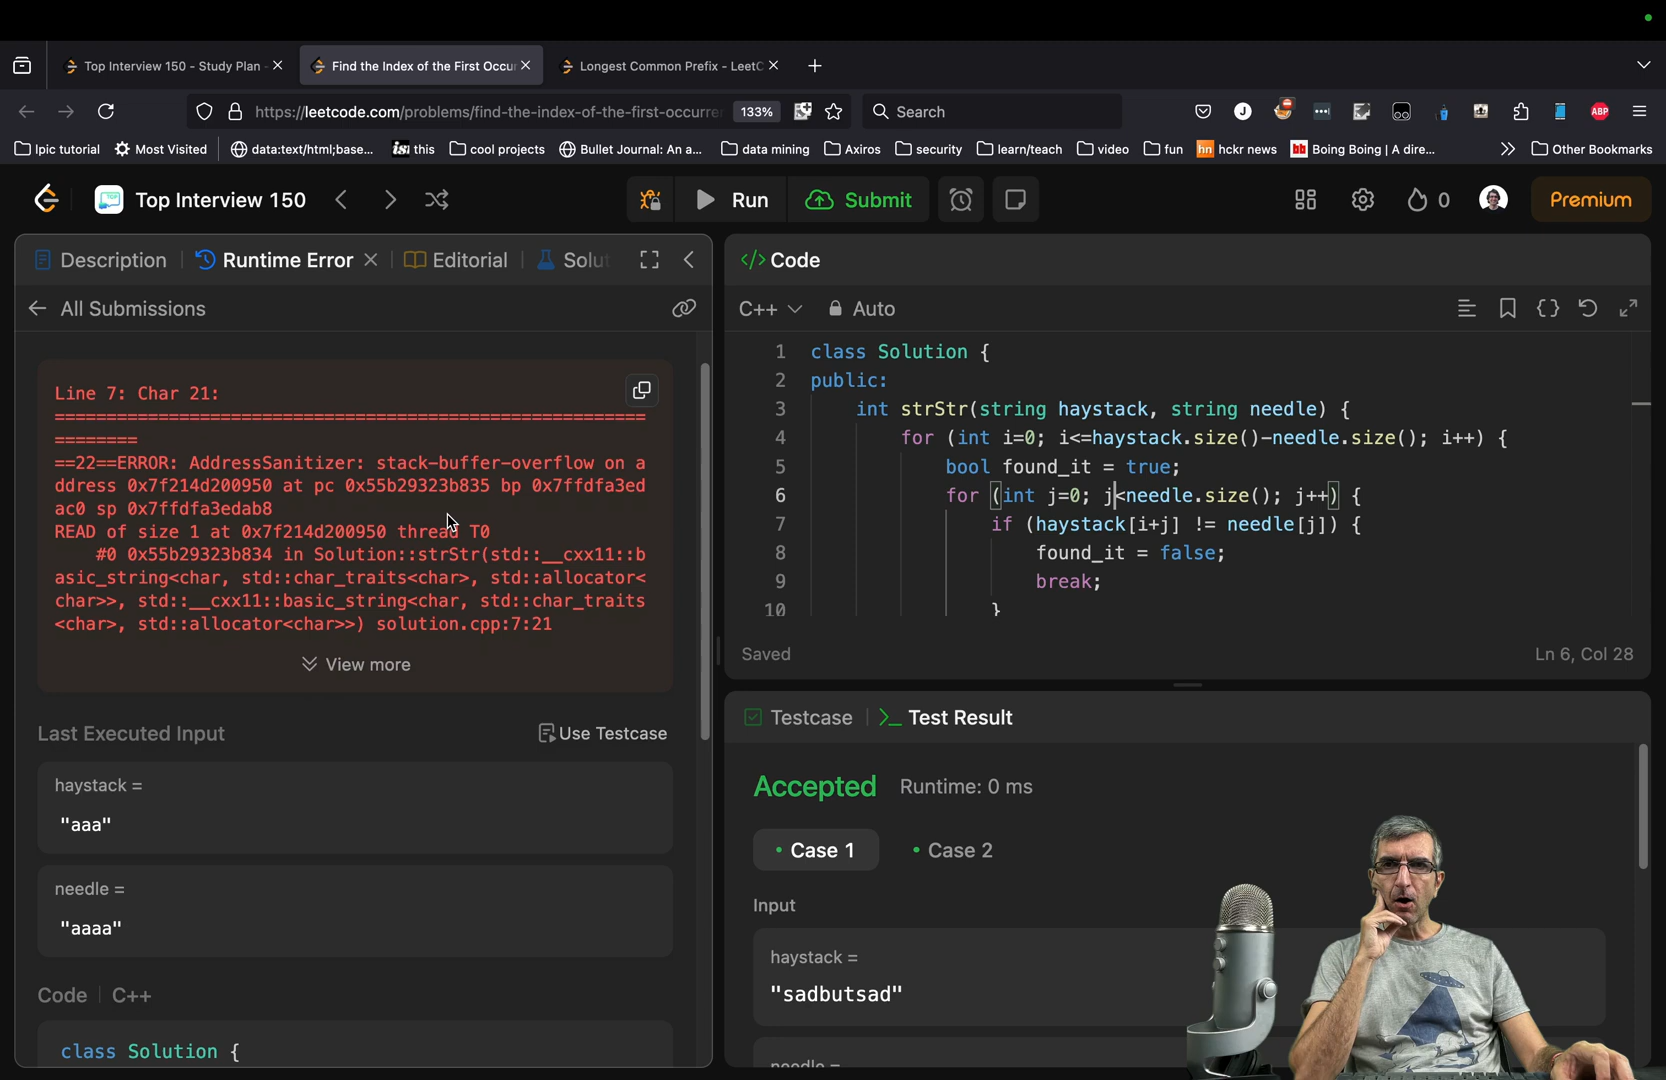 Top Interview 150 - Study Plan -
Find the Index of the First Occur
Longest Common Prefix - LeetC
https://leetcode.com/problems/find-the-index-of-the-first-occurrer
133%
Search
J
ABP
Ipic tutorial
Most Visited
data:text/html;base...
isn this
cool projects
Bullet Journal: An a...
data mining
Axiros
security
learn/teach
video
fun
hn hckr news
bb Boing Boing | A dire...
Other Bookmarks
Top Interview 150
Run
Submit
0
Premium
Description
Runtime Error
Editorial
Solut
</> Code
All Submissions
C++
Auto
Line 7: Char 21:
=========================================================
========
==22==ERROR: AddressSanitizer: stack-buffer-overflow on a
ddress 0x7f214d200950 at pc 0x55b29323b835 bp 0x7ffdfa3ed
ac0 sp 0x7ffdfa3edab8
READ of size 1 at 0x7f214d200950 thread T0
#0 0x55b29323b834 in Solution::strStr(std::__cxx11::b
asic_string<char, std::char_traits<char>, std::allocator<
char>>, std::__cxx11::basic_string<char, std::char_traits
<char>, std::allocator<char>>) solution.cpp:7:21
View more
Last Executed Input
Use Testcase
haystack =
"aaa"
needle =
"aaaa"
Code | C++
class Solution {
1 class Solution {
2 public:
3 int strStr(string haystack, string needle) {
4 for (int i=0; i<=haystack.size()-needle.size(); i++) {
5 bool found_it = true;
6 for (int j=0; j<needle.size(); j++) {
7 if (haystack[i+j] != needle[j]) {
8 found_it = false;
9 break;
10 }
Saved
Ln 6, Col 28
Testcase
Test Result
Accepted
Runtime: 0 ms
Case 1
Case 2
Input
haystack =
"sadbutsad"
needle =